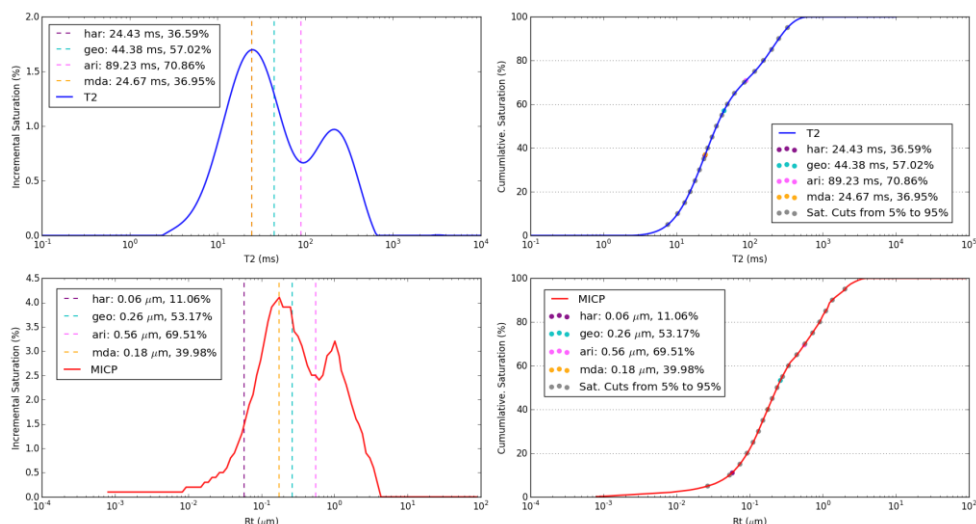 2.0
1.5
1.0
0.5
0.0
Incremental Saturation (%)
har: 24.43 ms, 36.59%
geo: 44.38 ms, 57.02%
ari: 89.23 ms, 70.86%
mda: 24.67 ms, 36.95%
T2
10^-1 10^0 10^1 10^2 10^3 10^4
T2 (ms)
100
80
60
40
20
0
Cumumlative. Saturation (%)
T2
har: 24.43 ms, 36.59%
geo: 44.38 ms, 57.02%
ari: 89.23 ms, 70.86%
mda: 24.67 ms, 36.95%
Sat. Cuts from 5% to 95%
10^-1 10^0 10^1 10^2 10^3 10^4 10^5
T2 (ms)
4.5
4.0
3.5
3.0
2.5
2.0
1.5
1.0
0.5
0.0
Incremental Saturation (%)
har: 0.06 μm, 11.06%
geo: 0.26 μm, 53.17%
ari: 0.56 μm, 69.51%
mda: 0.18 μm, 39.98%
MICP
10^-4 10^-3 10^-2 10^-1 10^0 10^1 10^2
Rt (μm)
100
80
60
40
20
0
Cumumlative. Saturation (%)
MICP
har: 0.06 μm, 11.06%
geo: 0.26 μm, 53.17%
ari: 0.56 μm, 69.51%
mda: 0.18 μm, 39.98%
Sat. Cuts from 5% to 95%
10^-4 10^-3 10^-2 10^-1 10^0 10^1 10^2
Rt (μm)